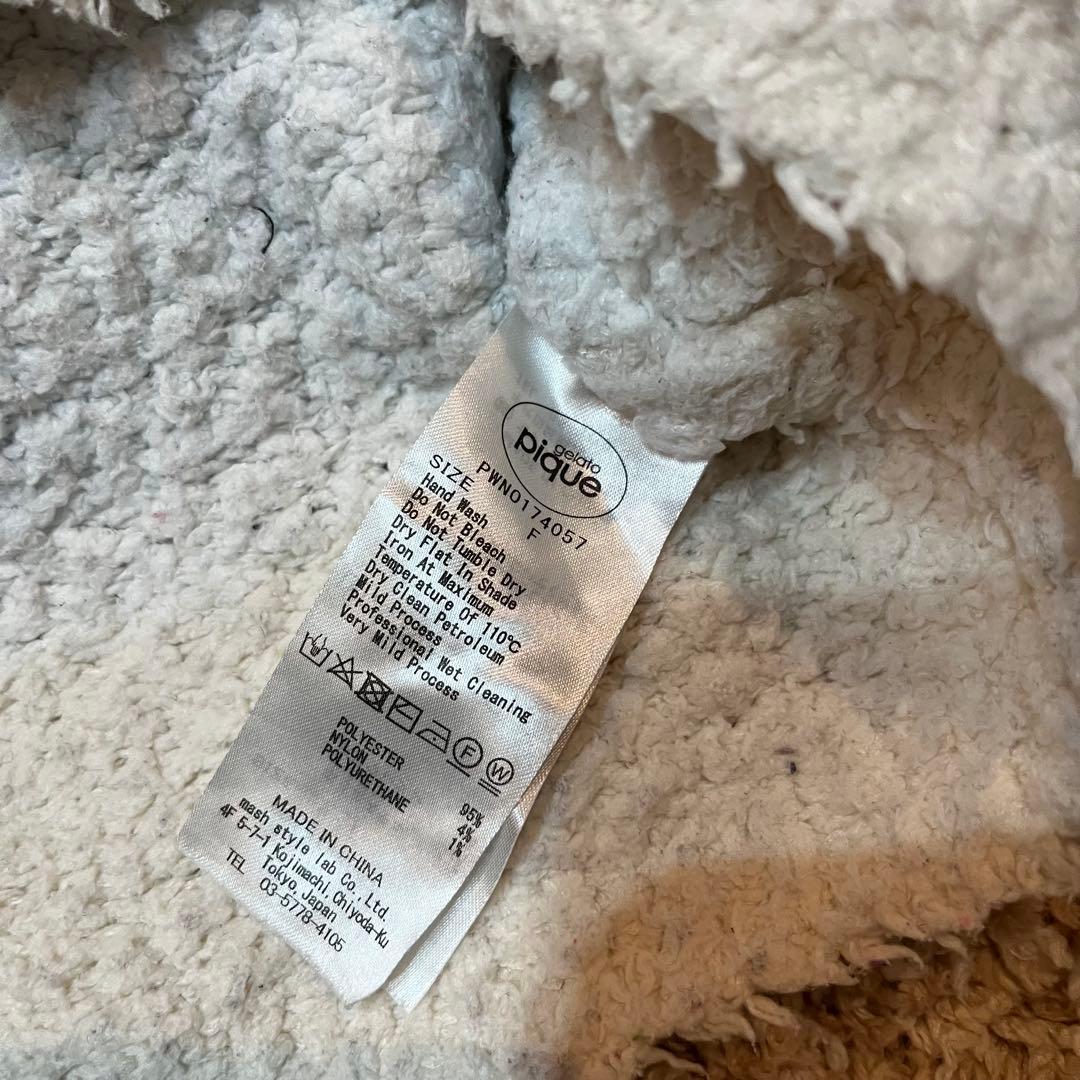 gelato
pique
PWNO174057
SIZE F
Hand Wash
Do Not Bleach
Do Not Tumble Dry
Dry Flat In Shade
Iron At Maximum
Temperature Of 110℃
Dry Clean Petroleum
Mild Process
Professional Wet Cleaning
Very Mild Process
F W
POLYESTER 95%
NYLON 4%
POLYURETHANE 1%
MADE IN CHINA
mash style lab Co.,Ltd.
4F 5-7-1 Kojimachi, Chiyoda-Ku
Tokyo, Japan
TEL 03-5778-4105